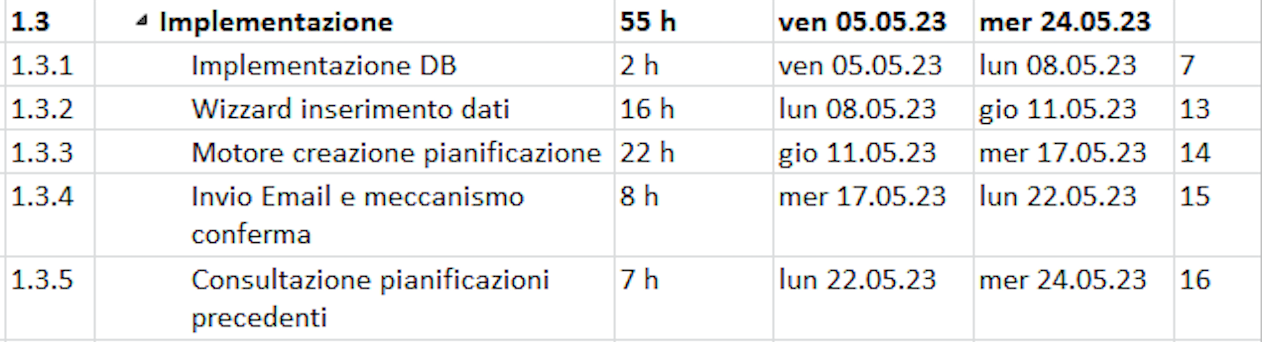 1.3 Implementazione 55 h ven 05.05.23 mer 24.05.23
1.3.1 Implementazione DB 2 h ven 05.05.23 lun 08.05.23 7
1.3.2 Wizzard inserimento dati 16 h lun 08.05.23 gio 11.05.23 13
1.3.3 Motore creazione pianificazione 22 h gio 11.05.23 mer 17.05.23 14
1.3.4 Invio Email e meccanismo 8 h mer 17.05.23 lun 22.05.23 15
conferma
1.3.5 Consultazione pianificazioni 7 h lun 22.05.23 mer 24.05.23 16
precedenti